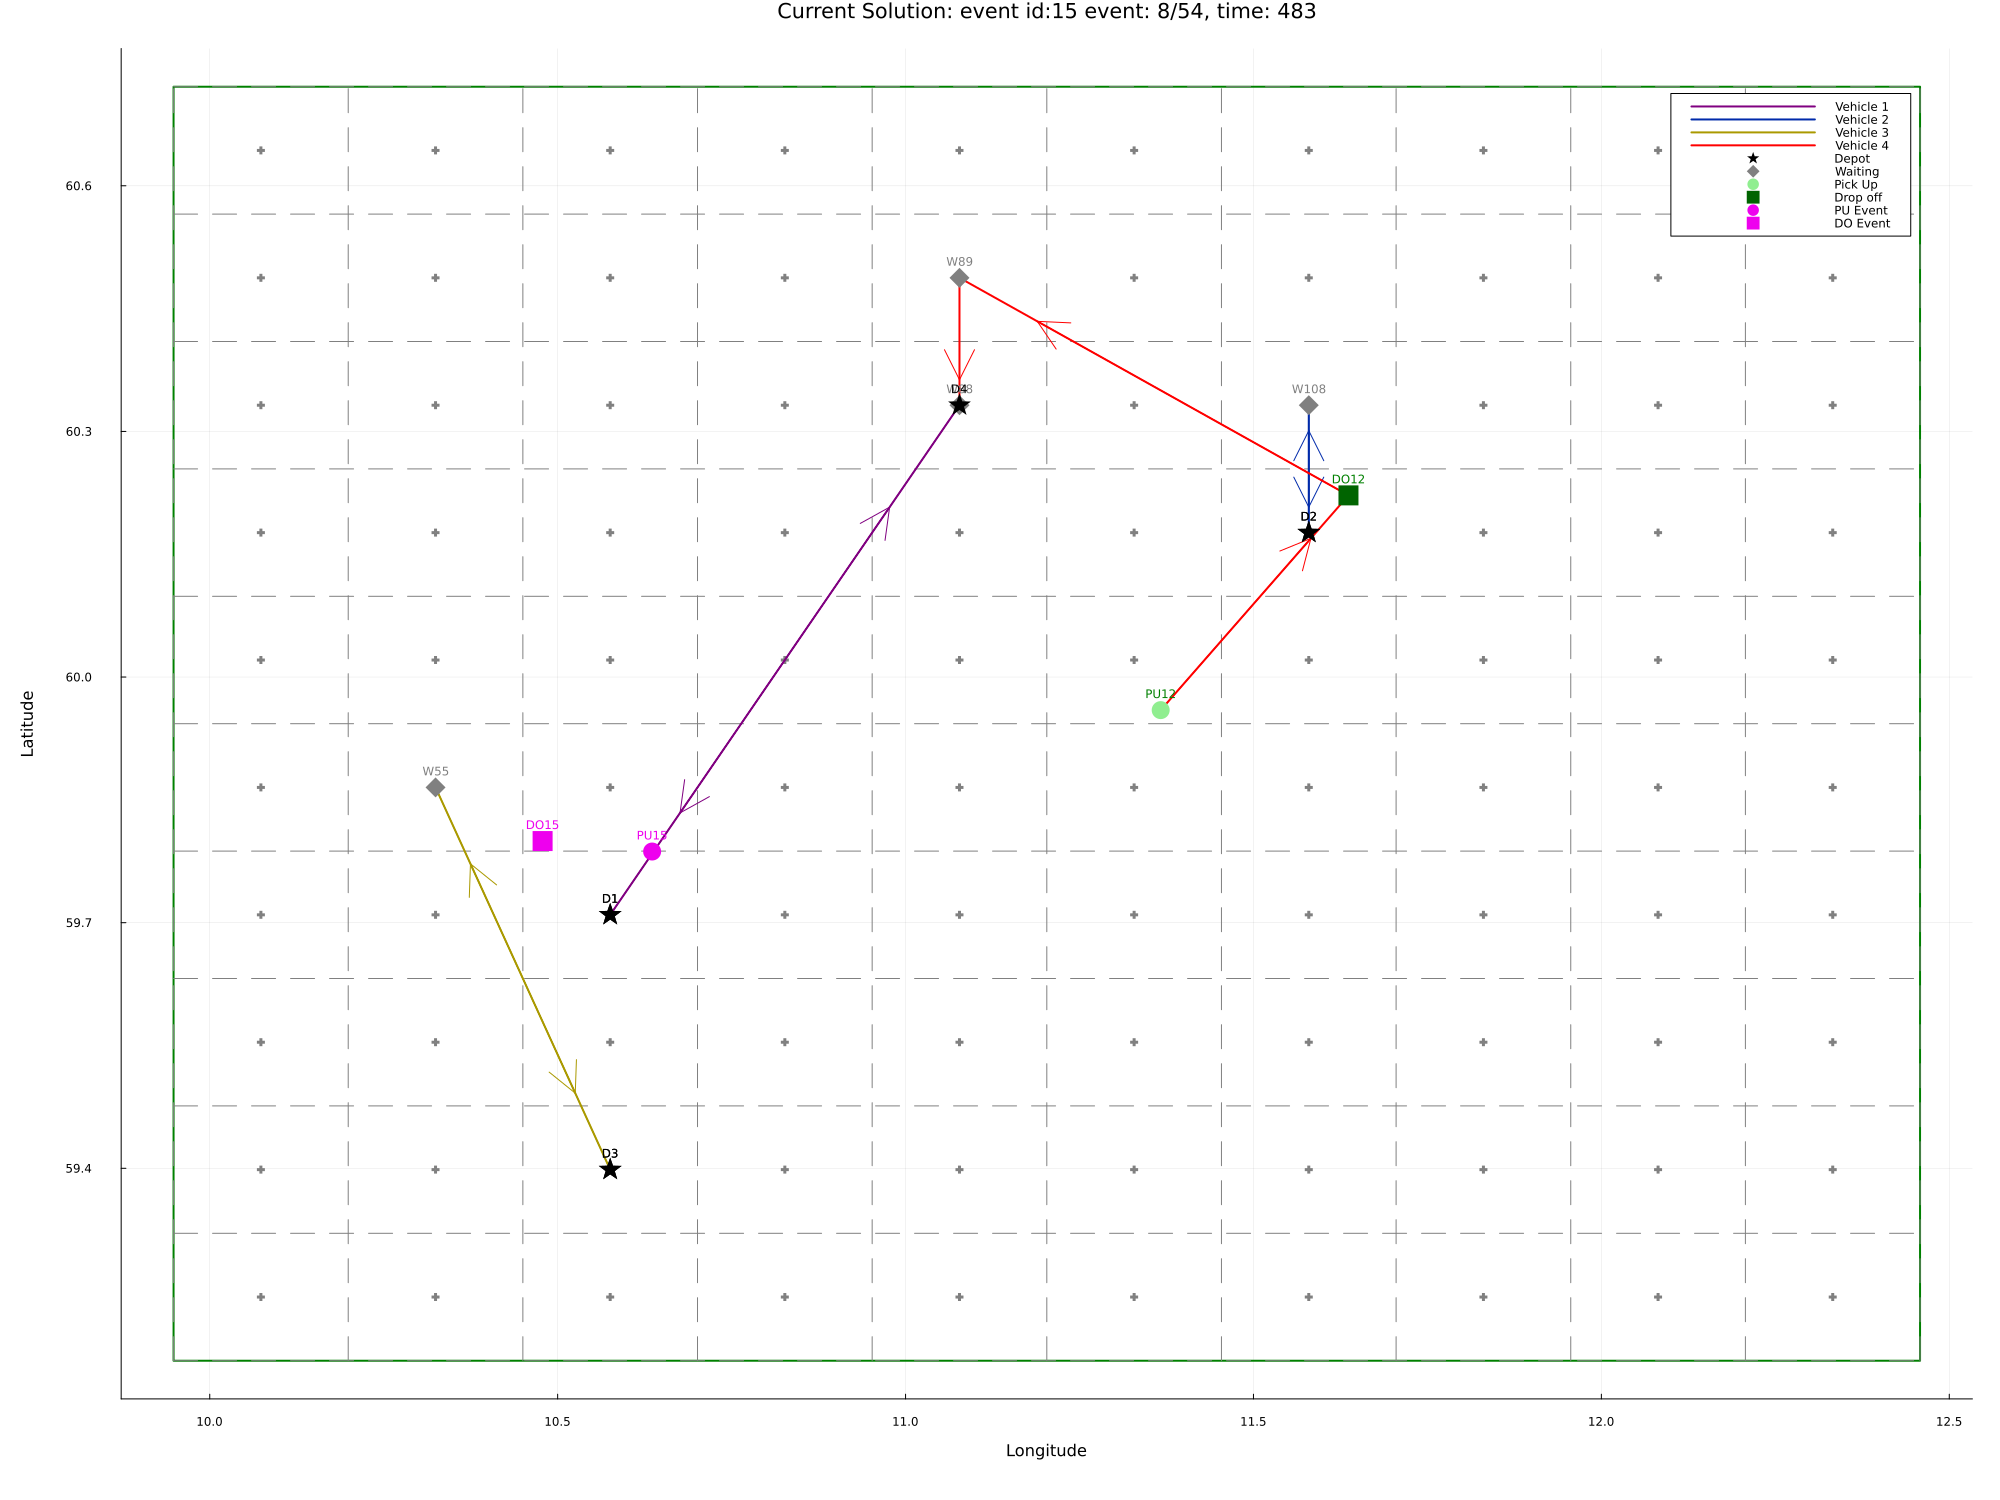 Current Solution: event id:15 event: 8/54, time: 483
Vehicle 1
Vehicle 2
Vehicle 3
Vehicle 4
Depot
Waiting
Pick Up
Drop off
PU Event
DO Event
60.6
W89
D4
W108
60.3
DO12
D2
60.0
PU12
W55
DO15
PU15
D1
59.7
D3
59.4
Latitude
10.0
10.5
11.0
11.5
12.0
12.5
Longitude